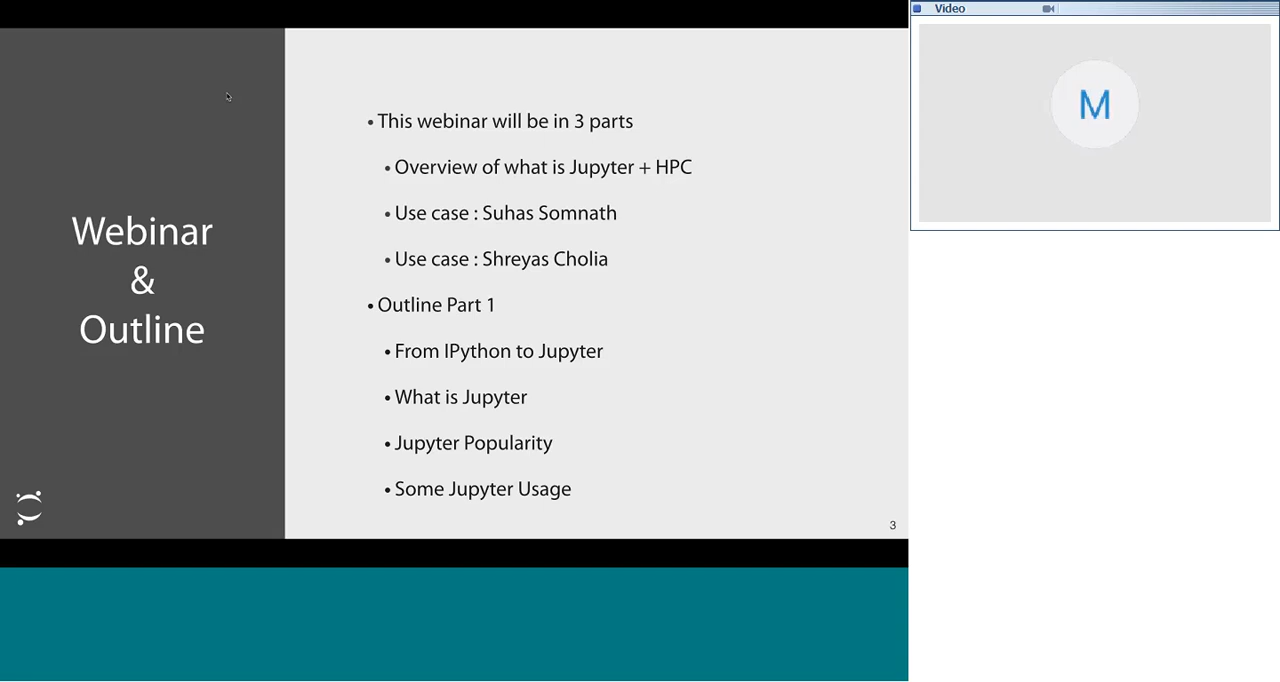 Webinar
&
Outline
• This webinar will be in 3 parts
• Overview of what is Jupyter + HPC
• Use case : Suhas Somnath
• Use case : Shreyas Cholia
• Outline Part 1
• From IPython to Jupyter
• What is Jupyter
• Jupyter Popularity
• Some Jupyter Usage
3
Video
M